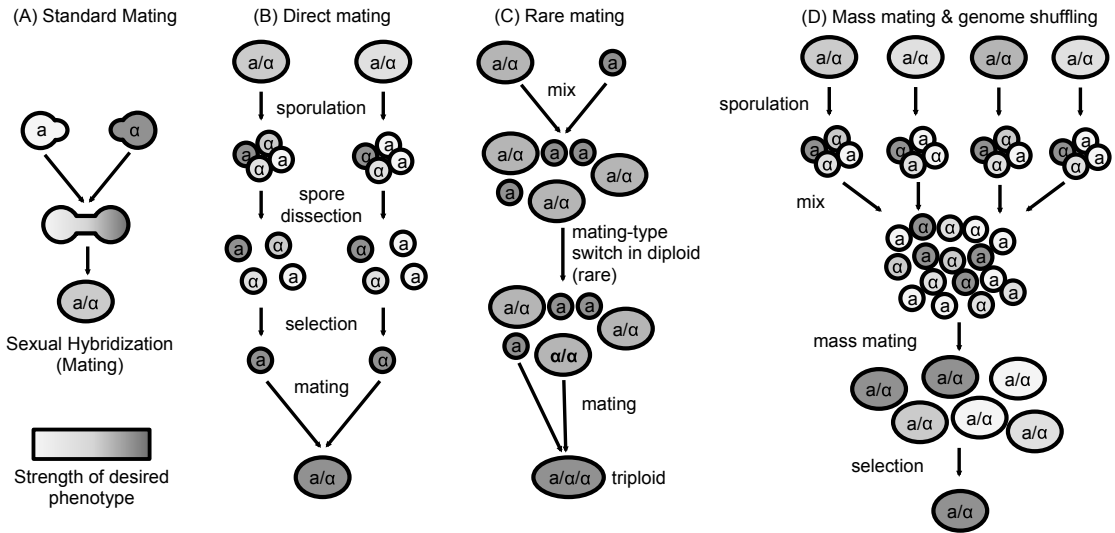 (A) Standard Mating
a α
a/α
Sexual Hybridization
(Mating)
Strength of desired
phenotype
(B) Direct mating
a/α a/α
sporulation
a α α a α a α a
spore
dissection
a α α a α a α a
selection
a α
mating
a/α
(C) Rare mating
a/α a
mix
a/α a a a/α
a a/α
mating-type
switch in diploid
(rare)
a/α a a a/α
a α/α
mating
a/α/α triploid
(D) Mass mating & genome shuffling
a/α a/α a/α a/α
sporulation
a α α a α a α a a α α a α a α a
mix
a α α α a
α a α a
α α a a
a a α
mass mating
a/α a/α a/α
a/α a/α a/α
selection
a/α